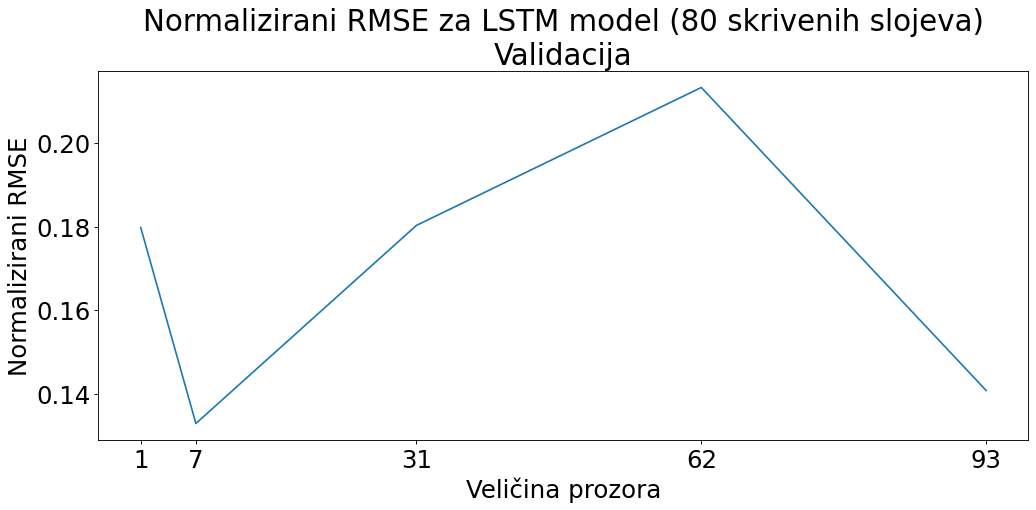 Normalizirani RMSE za LSTM model (80 skrivenih slojeva)
Validacija
Normalizirani RMSE
0.20
0.18
0.16
0.14
1 7 31 62 93
Veličina prozora